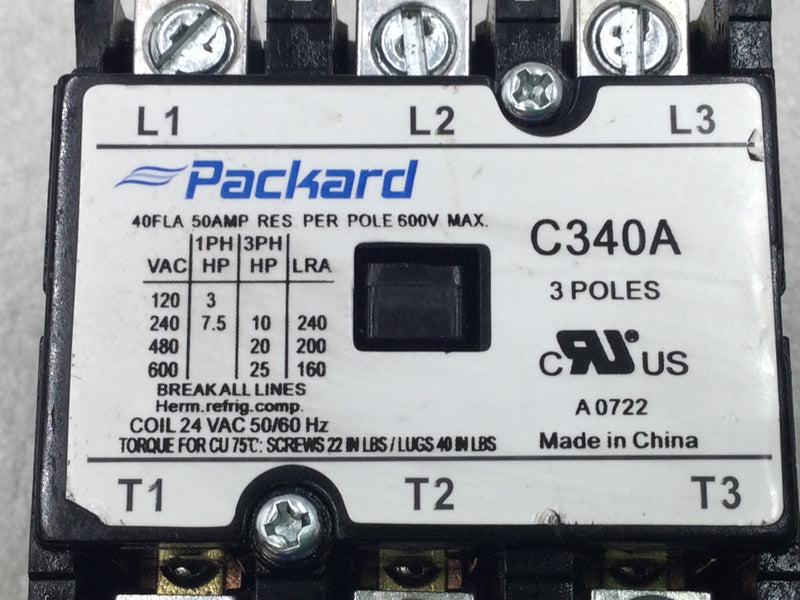 L1 L2 L3
Packard
40FLA 50AMP RES PER POLE 600V MAX.
1PH 3PH
VAC HP HP LRA
120 3
240 7.5 10 240
480 20 200
600 25 160
BREAK ALL LINES
Herm.refrig.comp.
COIL 24 VAC 50/60 Hz
TORQUE FOR CU 75℃: SCREWS 22 IN LBS / LUGS 40 IN LBS
C340A
3 POLES
C RU US
A 0722
Made in China
T1 T2 T3